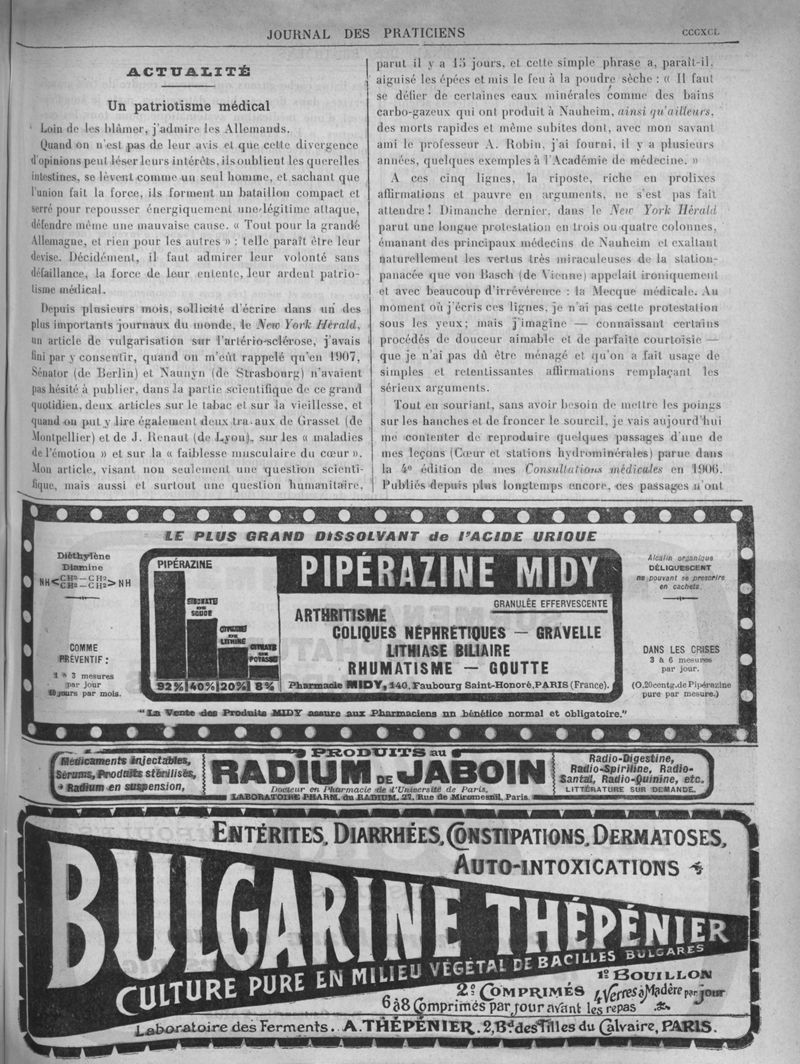 JOURNAL DES PRATICIENS
CCCXCI.
ACTUALITÉ
Un patriotisme médical
Loin de les blâmer, j'admire les Allemands.
Quand on n'est pas de leur avis et que cette divergence
d'opinions peut léser leurs intérêts, ils oublient les querelles
intestines, se lèvent comme un seul homme, et sachant que
l'union fait la force, ils forment un bataillon compact et
serré pour repousser énergiquement une légitime attaque,
défendre même une mauvaise cause. « Tout pour la grande
Allemagne, et rien pour les autres » : telle paraît être leur
devise. Décidément, il faut admirer leur volonté sans
défaillance, la force de leur entente, leur ardent patrio-
tisme médical.
Depuis plusieurs mois, sollicité d'écrire dans un des
plus importants journaux du monde, le New York Hérald,
un article de vulgarisation sur l'artério-sclérose, j'avais
fini par y consentir, quand on m'eût rappelé qu'en 1907,
Sénator (de Berlin) et Naunyn (de Strasbourg) n'avaient
pas hésité à publier, dans la partie scientifique de ce grand
quotidien, deux articles sur le tabac et sur la vieillesse, et
quand on put y lire également deux travaux de Grasset (de
Montpellier) et de J. Renaut (de Lyon), sur les « maladies
de l'émotion » et sur la « faiblesse musculaire du cœur ».
Mon article, visant non seulement une question scienti-
fique, mais aussi et surtout une question humanitaire,
parut il y a 15 jours, et cette simple phrase a, paraît-il,
aiguisé les épées et mis le feu à la poudre sèche : « Il faut
se défier de certaines eaux minérales comme des bains
carbo-gazeux qui ont produit à Nauheim, ainsi qu'ailleurs,
des morts rapides et même subites dont, avec mon savant
ami le professeur A. Robin, j'ai fourni, il y a plusieurs
années, quelques exemples à l'Académie de médecine. »
A ces cinq lignes, la riposte, riche en prolixes
affirmations et pauvre en arguments, ne s'est pas fait
attendre ! Dimanche dernier, dans le New York Hérald
parut une longue protestation en trois ou quatre colonnes,
émanant des principaux médecins de Nauheim et exaltant
naturellement les vertus très miraculeuses de la station-
panacée que von Basch (de Vienne) appelait ironiquement
et avec beaucoup d'irrévérence : la Mecque médicale. Au
moment où j'écris ces lignes, je n'ai pas cette protestation
sous les yeux; mais j'imagine — connaissant certains
procédés de douceur aimable et de parfaite courtoisie —
que je n'ai pas dû être ménagé et qu'on a fait usage de
simples et retentissantes affirmations remplaçant les
sérieux arguments.
Tout en souriant, sans avoir besoin de mettre les poings
sur les hanches et de froncer le sourcil, je vais aujourd'hui
me contenter de reproduire quelques passages d'une de
mes leçons (Cœur et stations hydrominérales) parue dans
la 4e édition de mes Consultations médicales en 1906.
Publiés depuis plus longtemps encore, ces passages n'ont
LE PLUS GRAND DISSOLVANT de l'ACIDE URIQUE
Diéthylène
Diamine
NH<CH²-CH²
CH²-CH²>NH
COMME
PRÉVENTIF :
1 à 3 mesures
par jour
10 jours par mois.
PIPÉRAZINE
BENZOATE
DE
SOUDE
CITRATE
DE
LITHINE
CITRATE
DE
POTASSE
92% 40% 20% 8%
PIPÉRAZINE MIDY
GRANULÉE EFFERVESCENTE
ARTHRITISME
COLIQUES NÉPHRÉTIQUES — GRAVELLE
LITHIASE BILIAIRE
RHUMATISME — GOUTTE
Pharmacie MIDY, 140, Faubourg Saint-Honoré, PARIS (France).
Alcalin organique
DÉLIQUESCENT
ne pouvant se prescrire
en cachets.
DANS LES CRISES
3 à 6 mesures
par jour.
(0.20 centg. de Pipérazine
pure par mesure.)
"La Vente des Produits MIDY assure aux Pharmaciens un bénéfice normal et obligatoire."
Médicaments injectables,
Sérums, Produits stérilisés,
Radium en suspension,
PRODUITS au
RADIUM DE JABOIN
Docteur en Pharmacie de l'Université de Paris,
LABORATOIRE PHARM. du RADIUM, 27, Rue de Miromesnil, Paris.
Radio-Digestine,
Radio-Spirilline, Radio-
Santal, Radio-Quinine, etc.
LITTÉRATURE SUR DEMANDE.
ENTÉRITES, DIARRHÉES, CONSTIPATIONS, DERMATOSES,
AUTO-INTOXICATIONS
BULGARINE THÉPÉNIER
CULTURE PURE EN MILIEU VÉGÉTAL DE BACILLES BULGARES
1º BOUILLON
4 Verres à Madère par jour
2º COMPRIMÉS
6 à 8 Comprimés par jour avant les repas
Laboratoire des Ferments.. A. THÉPÉNIER. 2, Bd des Filles du Calvaire, PARIS.